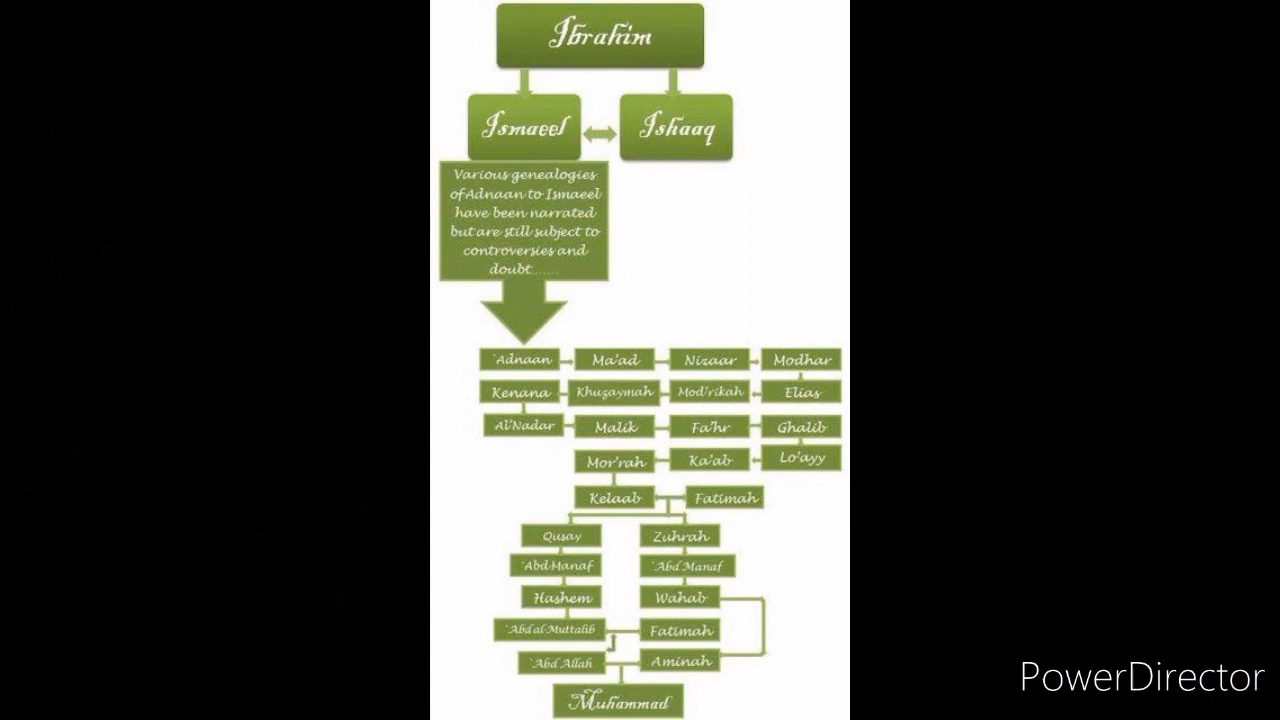 Ibrahim
Ismaeel Ishaaq
Various genealogies
of Adnaan to Ismaeel
have been narrated
but are still subject to
controversies and
doubt.......
`Adnaan Ma'ad Nizaar Modhar
Kenana Khuzaymah Mod'rikah Elias
Al'Nadar Malik Fa'hr Ghalib
Mor'rah Ka'ab Lo'ayy
Kelaab Fatimah
Qusay Zuhrah
`Abd Manaf `Abd Manaf
Hashem Wahab
`Abd al-Muttalib Fatimah
`Abd Allah Aminah
Muhammad
PowerDirector